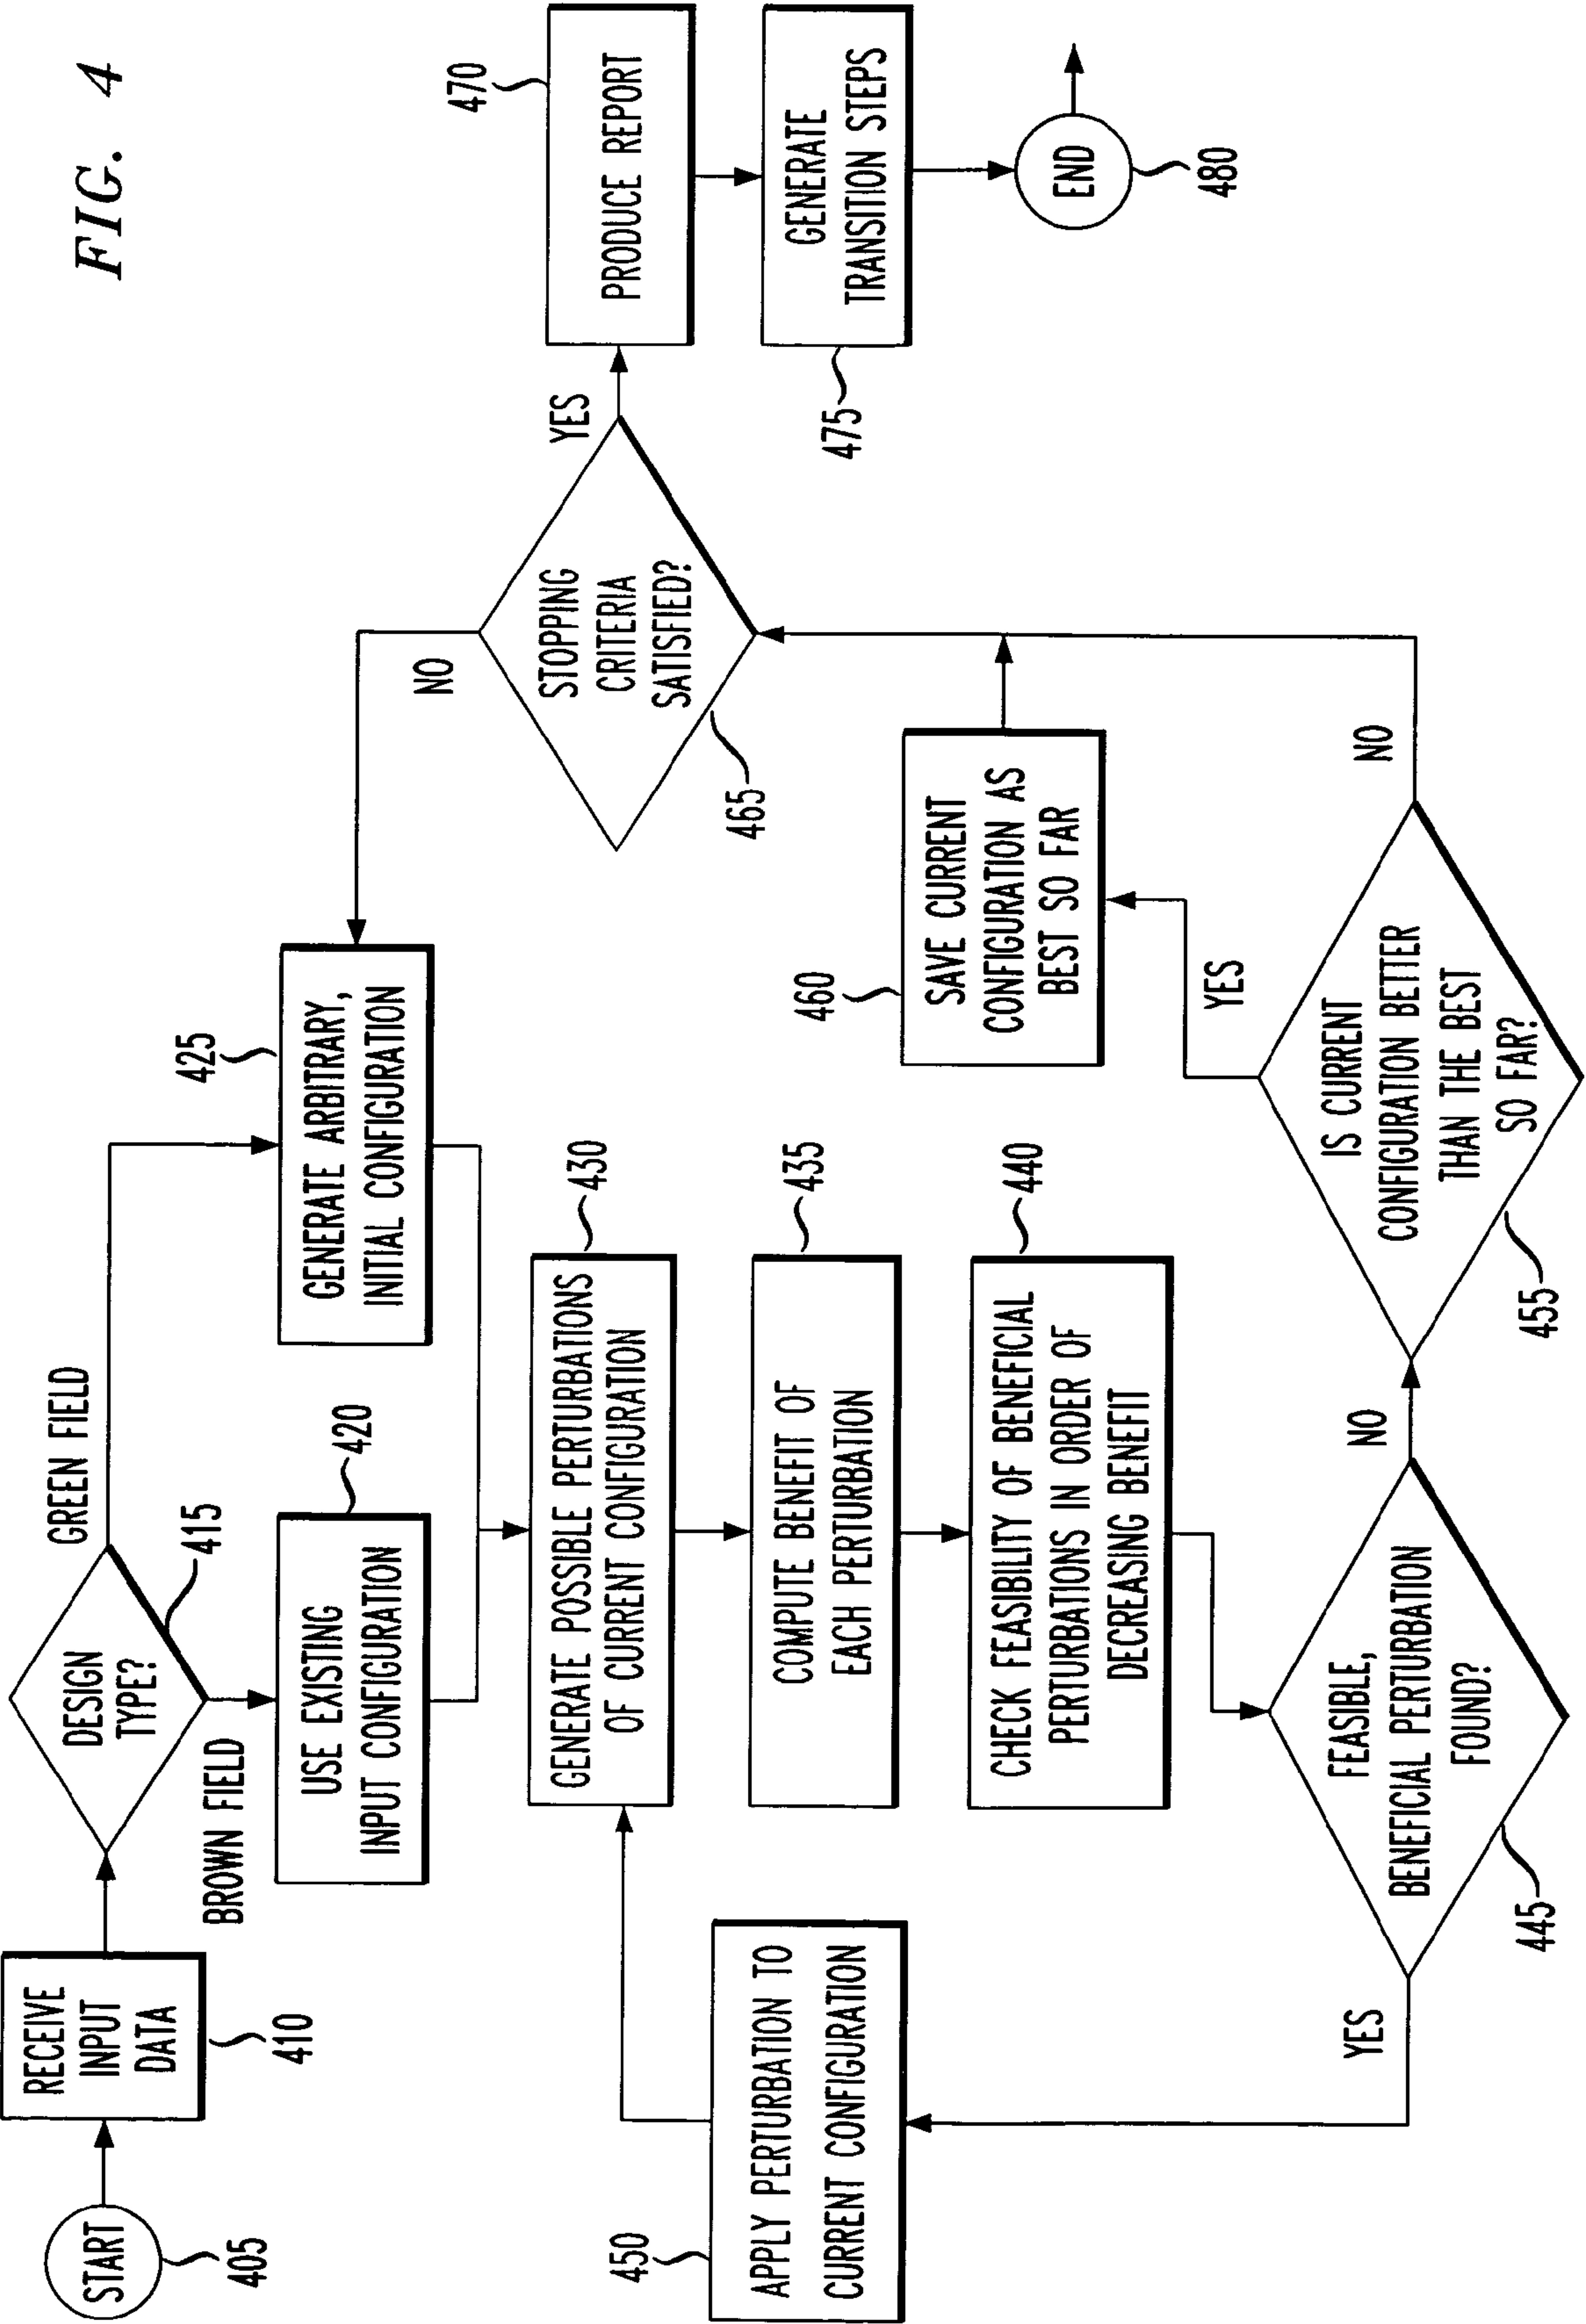 FIG. 4
START
405
RECEIVE
INPUT
DATA
410
DESIGN
TYPE?
415
GREEN FIELD
BROWN FIELD
USE EXISTING
INPUT CONFIGURATION
420
GENERATE ARBITRARY,
INITIAL CONFIGURATION
425
GENERATE POSSIBLE PERTURBATIONS
OF CURRENT CONFIGURATION
430
COMPUTE BENEFIT OF
EACH PERTURBATION
435
CHECK FEASIBILITY OF BENEFICIAL
PERTURBATIONS IN ORDER OF
DECREASING BENEFIT
440
FEASIBLE,
BENEFICIAL PERTURBATION
FOUND?
445
YES
NO
APPLY PERTURBATION TO
CURRENT CONFIGURATION
450
IS CURRENT
CONFIGURATION BETTER
THAN THE BEST
SO FAR?
455
YES
NO
SAVE CURRENT
CONFIGURATION AS
BEST SO FAR
460
STOPPING
CRITERIA
SATISFIED?
465
NO
YES
PRODUCE REPORT
470
GENERATE
TRANSITION STEPS
475
END
480